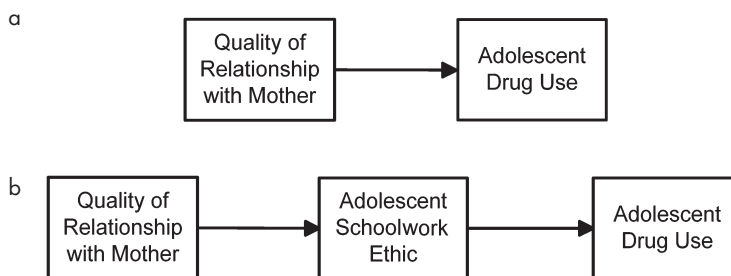 a
Quality of
Relationship
with Mother
Adolescent
Drug Use
b
Quality of
Relationship
with Mother
Adolescent
Schoolwork
Ethic
Adolescent
Drug Use